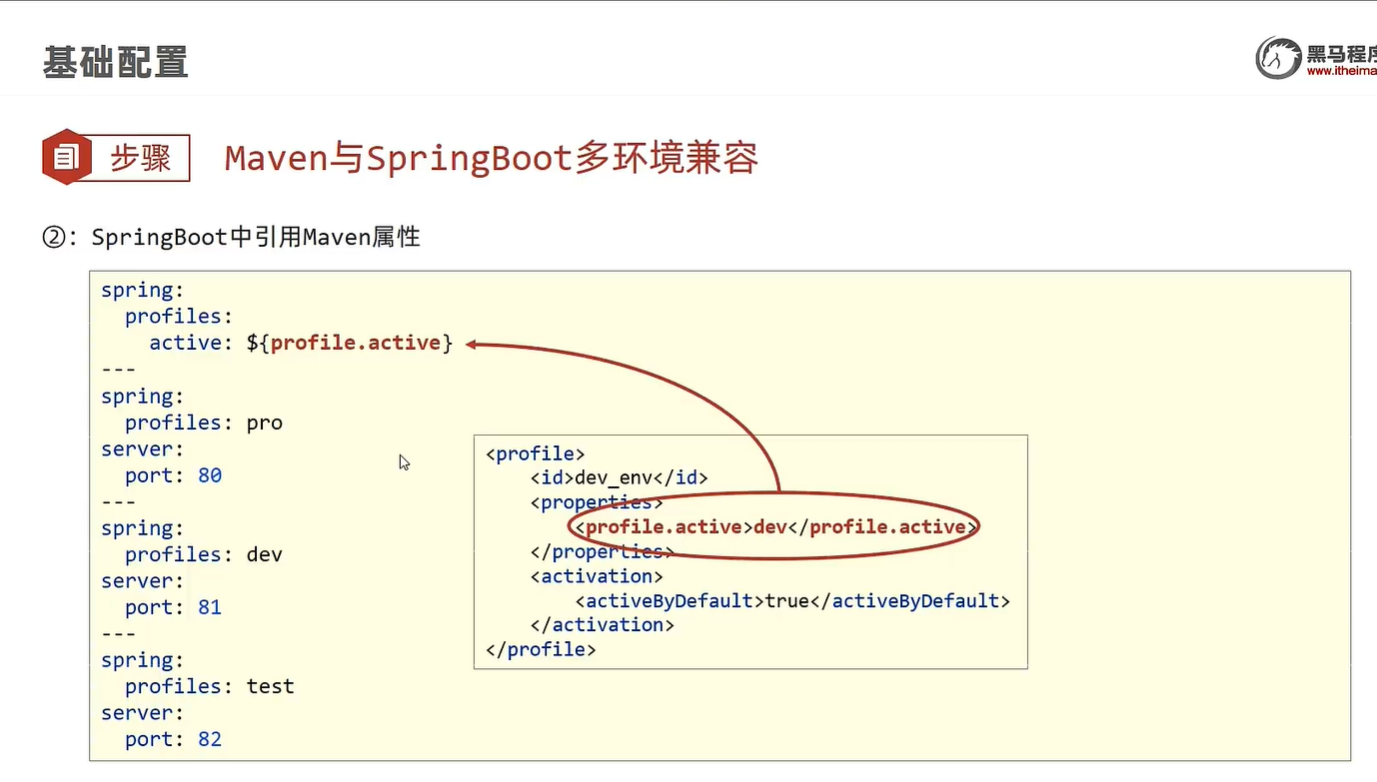 基础配置
黑马程序
www.itheima
步骤
Maven与SpringBoot多环境兼容
②：SpringBoot中引用Maven属性
spring:
  profiles:
    active: ${profile.active}
---
spring:
  profiles: pro
server:
  port: 80
---
spring:
  profiles: dev
server:
  port: 81
---
spring:
  profiles: test
server:
  port: 82
<profile>
    <id>dev_env</id>
    <properties>
        <profile.active>dev</profile.active>
    </properties>
    <activation>
        <activeByDefault>true</activeByDefault>
    </activation>
</profile>